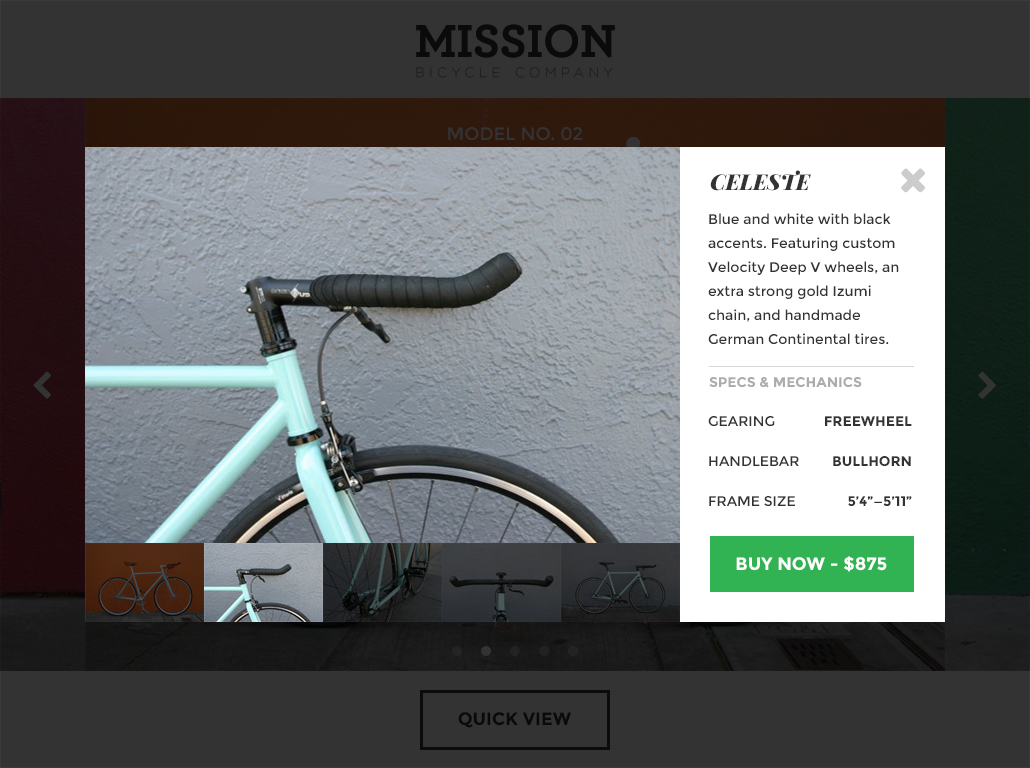 MISSION
BICYCLE COMPANY
MODEL NO. 02
CELESTE
Blue and white with black
accents. Featuring custom
Velocity Deep V wheels, an
extra strong gold Izumi
chain, and handmade
German Continental tires.
SPECS & MECHANICS
GEARING FREEWHEEL
HANDLEBAR BULLHORN
FRAME SIZE 5’4”—5’11”
BUY NOW - $875
QUICK VIEW